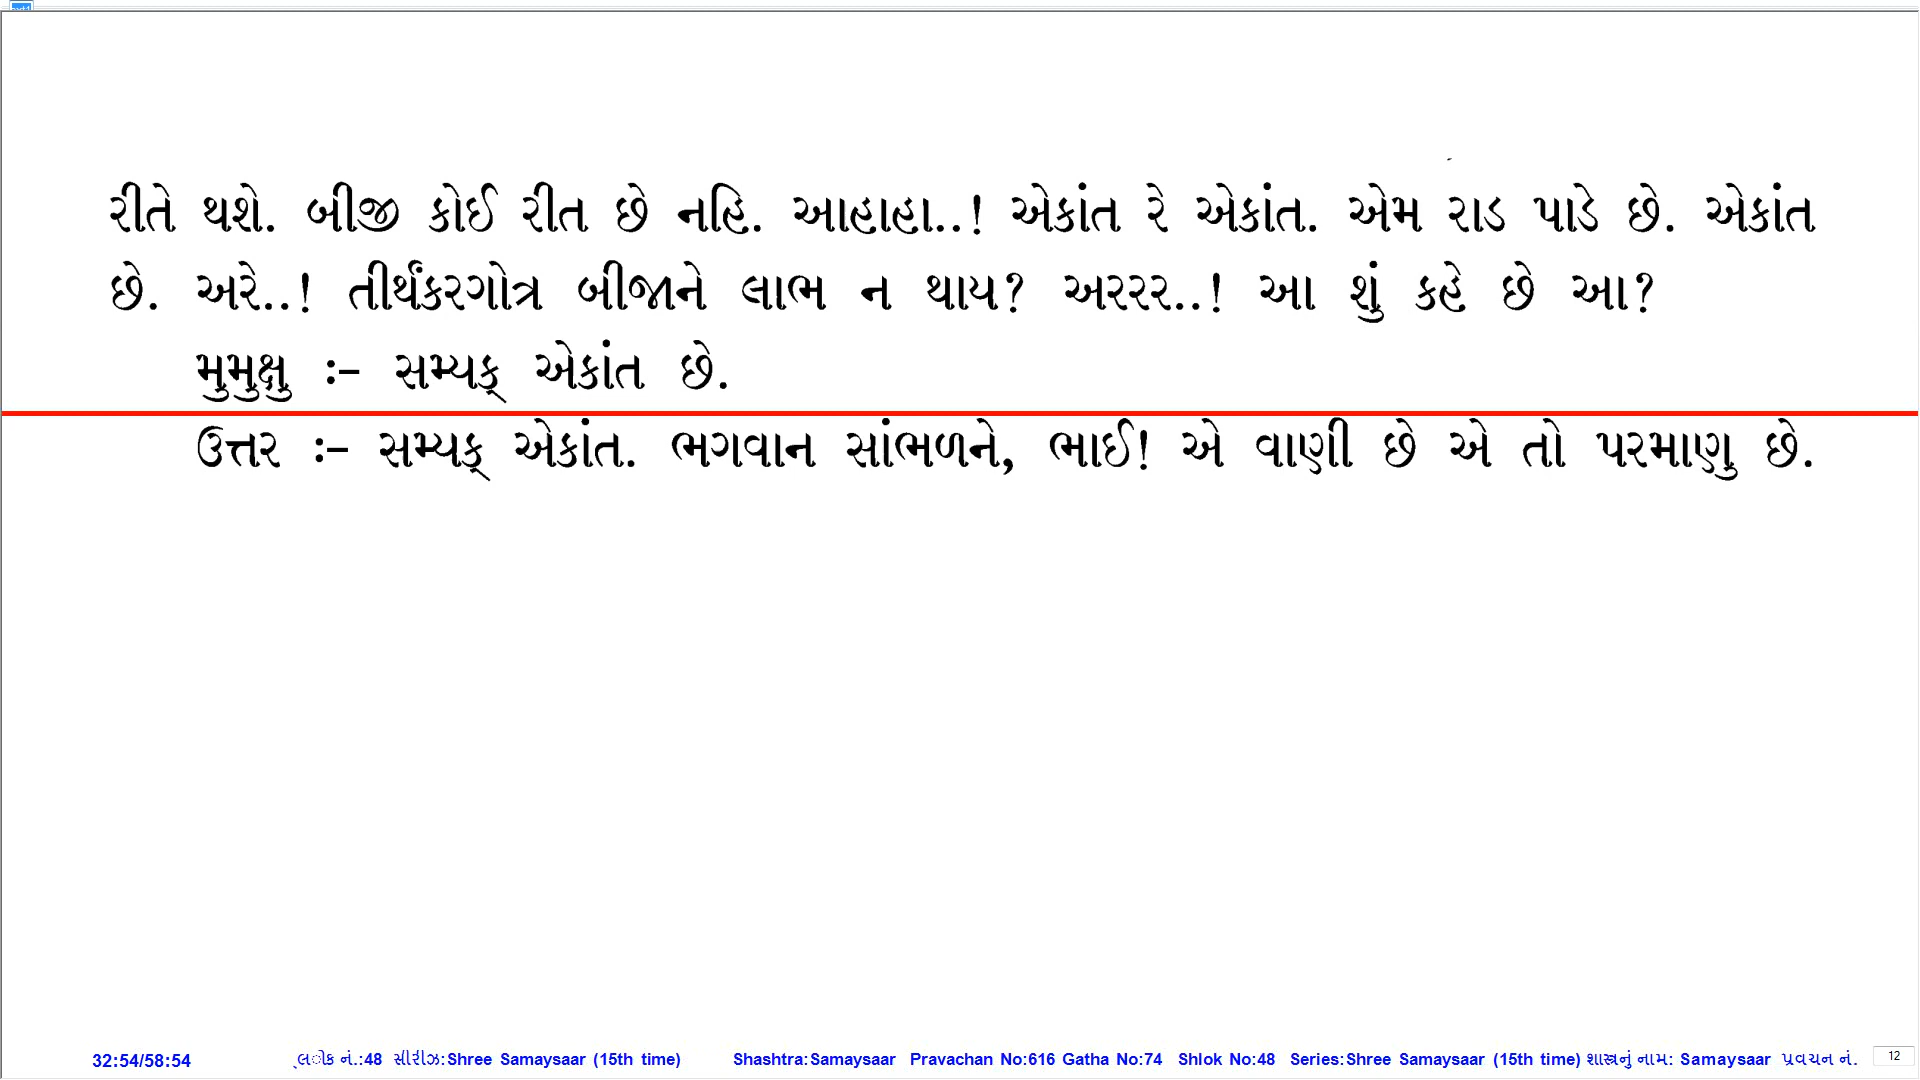 રીતે થશે. બીજી કોઈ રીત છે નહિ. આહાહા..! એકાંત રે એકાંત. એમ રાડ પાડે છે. એકાંત
છે. અરે..! તીર્થંકરગોત્ર બીજાને લાભ ન થાય? અરરર..! આ શું કહે છે આ?
મુમુક્ષુ :– સમ્યક્ એકાંત છે.
ઉત્તર :– સમ્યક્ એકાંત. ભગવાન સાંભળને, ભાઈ! એ વાણી છે એ તો પરમાણુ છે.
32:54/58:54 નં.:48 સીરીઝ:Shree Samaysaar (15th time) Shashtra:Samaysaar Pravachan No:616 Gatha No:74 Shlok No:48 Series:Shree Samaysaar (15th time) શાસ્ત્રનું નામ: Samaysaar પ્રવચન નં. 12